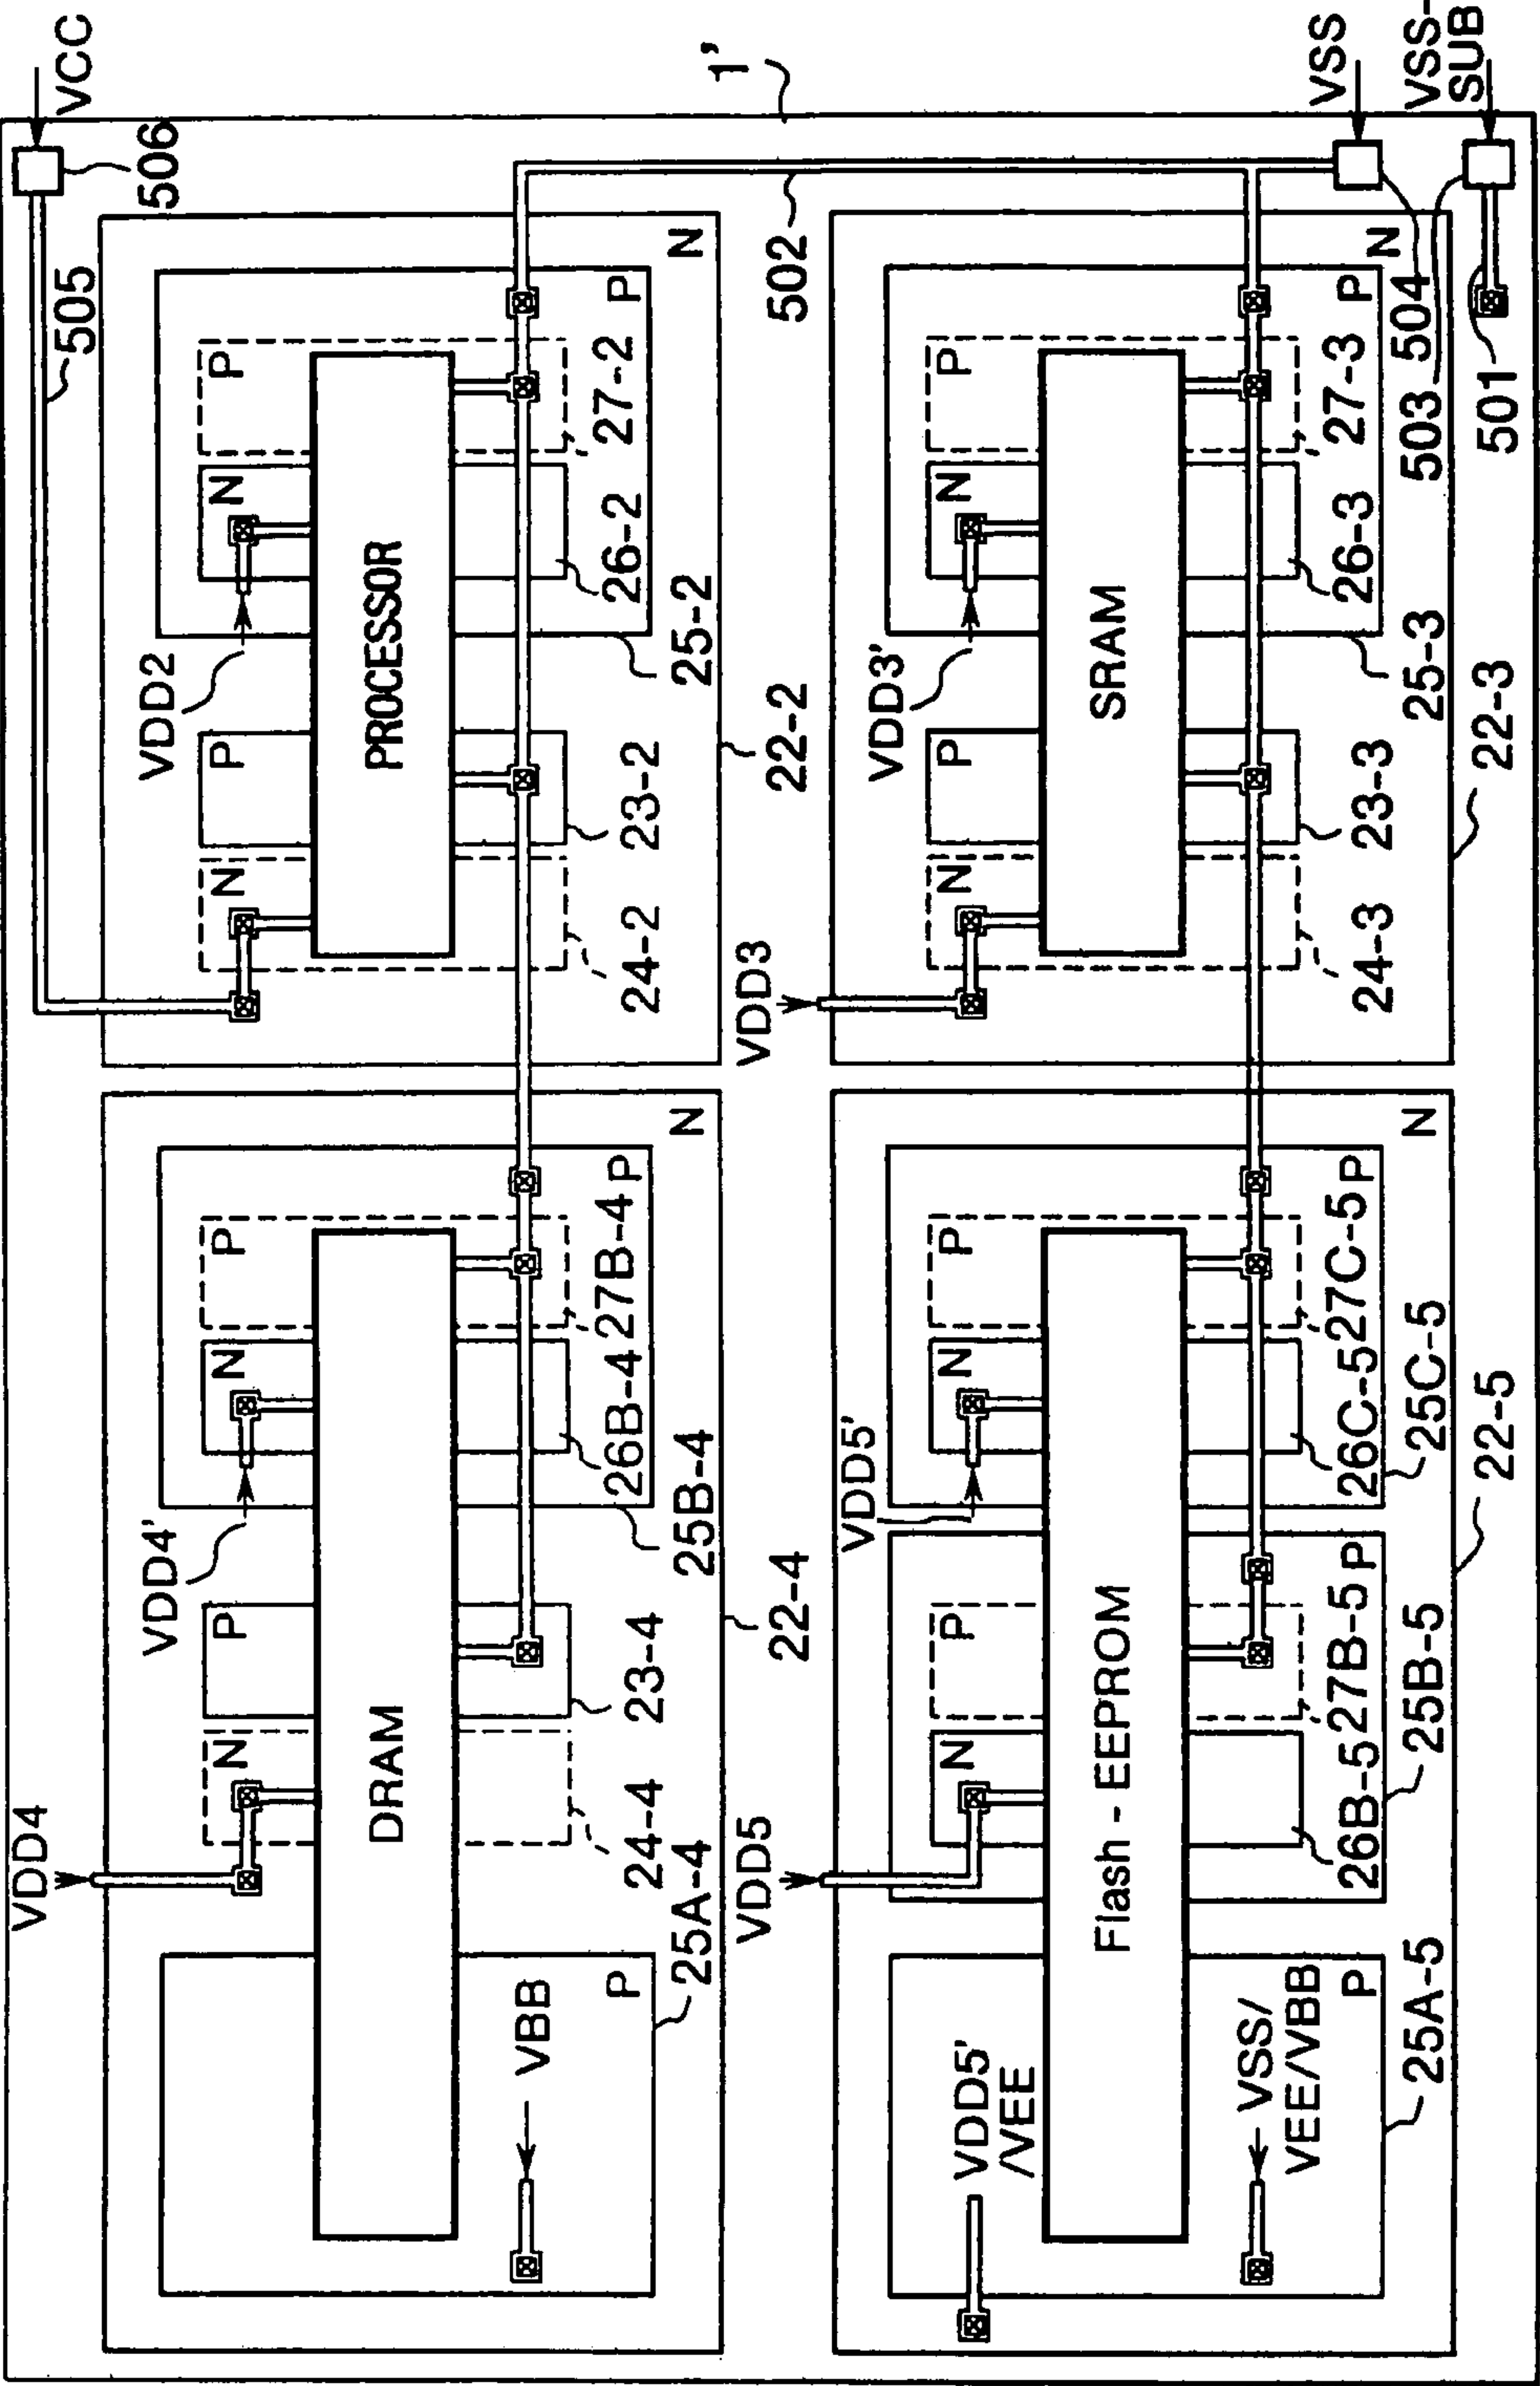 VCC
506
505
1'
VSS
VSS-
SUB
502
504
503
501
N
P
P
27-2
N
26-2
25-2
VDD2
PROCESSOR
P
23-2
22-2
N
24-2
N
P
P
27-3
N
26-3
25-3
VDD3'
SRAM
P
23-3
22-3
N
24-3
VDD3
N
P
P
27B-4
N
26B-4
25B-4
VDD4'
DRAM
P
23-4
22-4
N
24-4
VDD4
25A-4
P
VBB
N
P
P
27C-5
N
26C-5
25C-5
22-5
VDD5'
Flash - EEPROM
P
P
27B-5
25B-5
N
26B-5
VDD5
25A-5
P
VDD5'
/VEE
VSS/
VEE/VBB